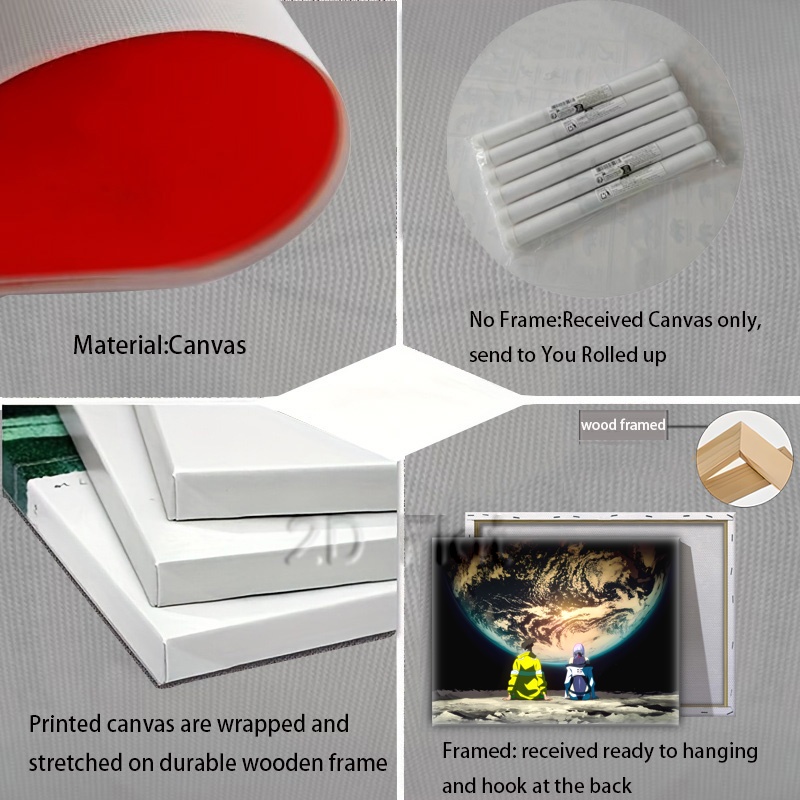 Material:Canvas
No Frame:Received Canvas only,
send to You Rolled up
wood framed
Printed canvas are wrapped and
stretched on durable wooden frame
Framed: received ready to hanging
and hook at the back